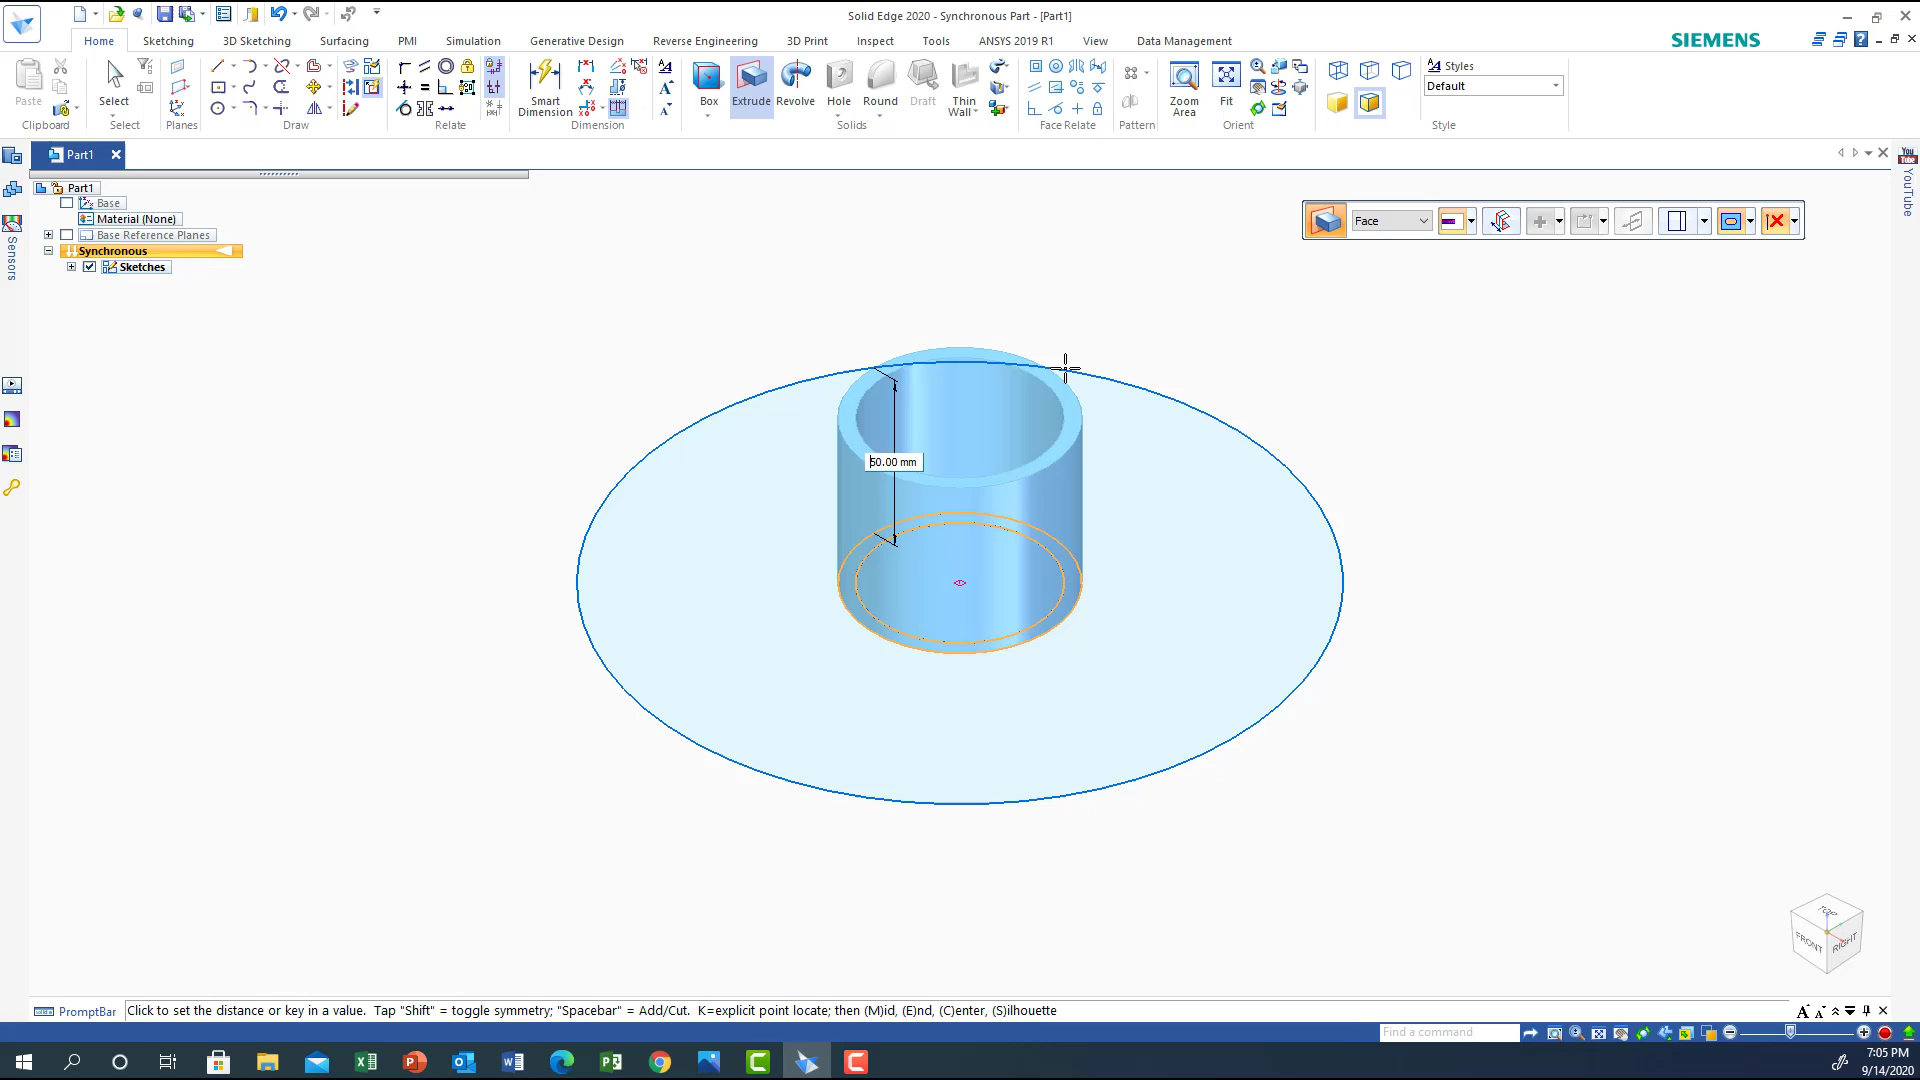 Solid Edge 2020 - Synchronous Part - [Part1]
Home
Sketching
3D Sketching
Surfacing
PMI
Simulation
Generative Design
Reverse Engineering
3D Print
Inspect
Tools
ANSYS 2019 R1
View
Data Management
SIEMENS
Paste
Select
Smart
Dimension
Box
Extrude
Revolve
Hole
Round
Draft
Thin
Wall
Zoom
Area
Fit
Styles
Default
Clipboard
Select
Planes
Draw
Relate
Dimension
Solids
Face Relate
Pattern
Orient
Style
Part1
You
Tube
YouTube
Part1
Base
Material (None)
Base Reference Planes
Synchronous
Sketches
Sensors
Face
50.00 mm
TOP
FRONT
RIGHT
PromptBar
Click to set the distance or key in a value. Tap "Shift" = toggle symmetry; "Spacebar" = Add/Cut. K=explicit point locate; then (M)id, (E)nd, (C)enter, (S)ilhouette
Find a command
7:05 PM
9/14/2020